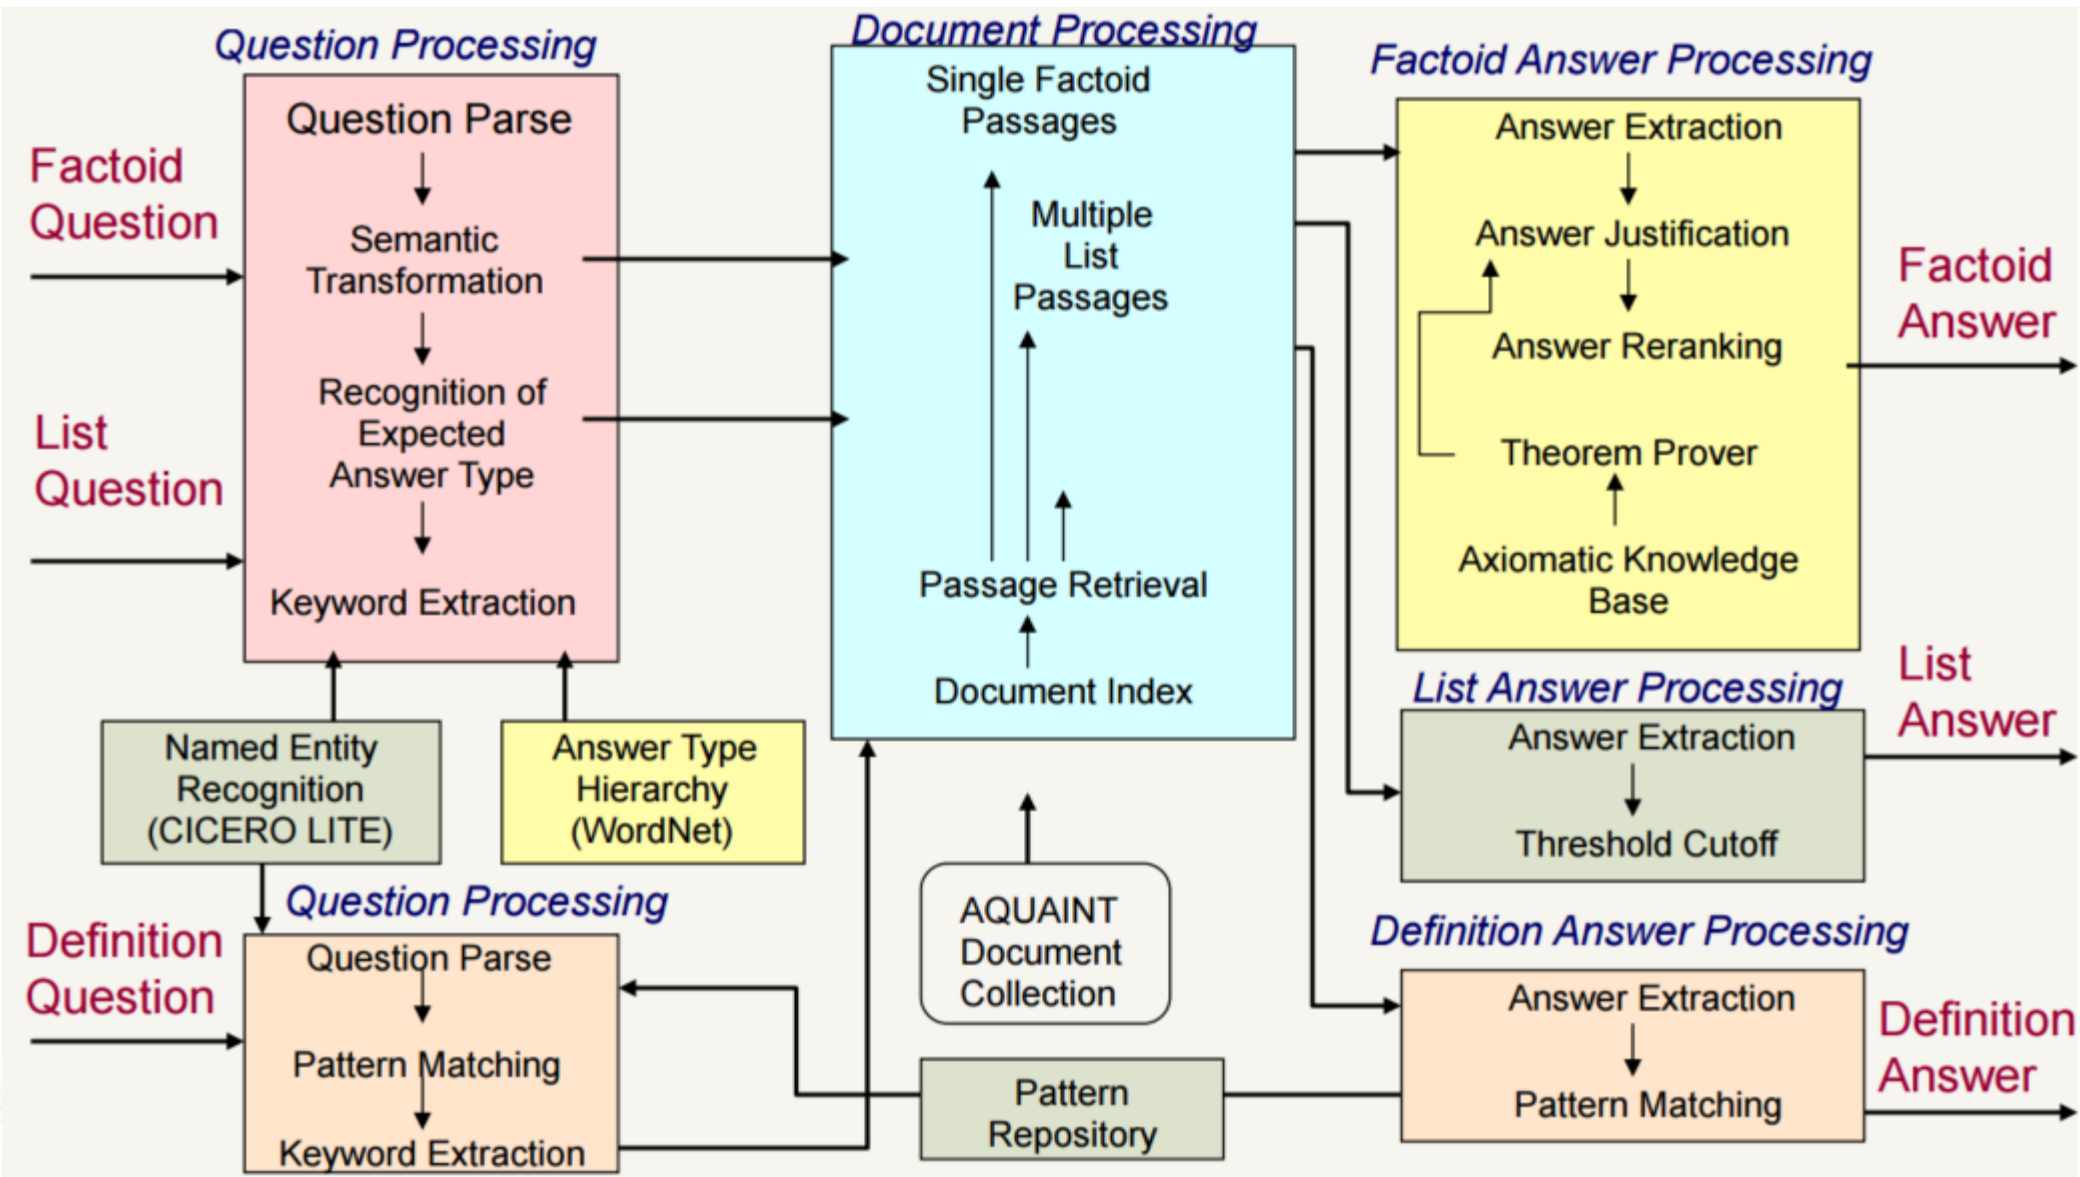 Question Processing
Question Parse
Semantic
Transformation
Recognition of
Expected
Answer Type
Keyword Extraction
Factoid
Question
List
Question
Named Entity
Recognition
(CICERO LITE)
Answer Type
Hierarchy
(WordNet)
Question Processing
Definition
Question
Question Parse
Pattern Matching
Keyword Extraction
Document Processing
Single Factoid
Passages
Multiple
List
Passages
Passage Retrieval
Document Index
AQUAINT
Document
Collection
Pattern
Repository
Factoid Answer Processing
Answer Extraction
Answer Justification
Answer Reranking
Theorem Prover
Axiomatic Knowledge
Base
Factoid
Answer
List Answer Processing
Answer Extraction
Threshold Cutoff
List
Answer
Definition Answer Processing
Answer Extraction
Pattern Matching
Definition
Answer